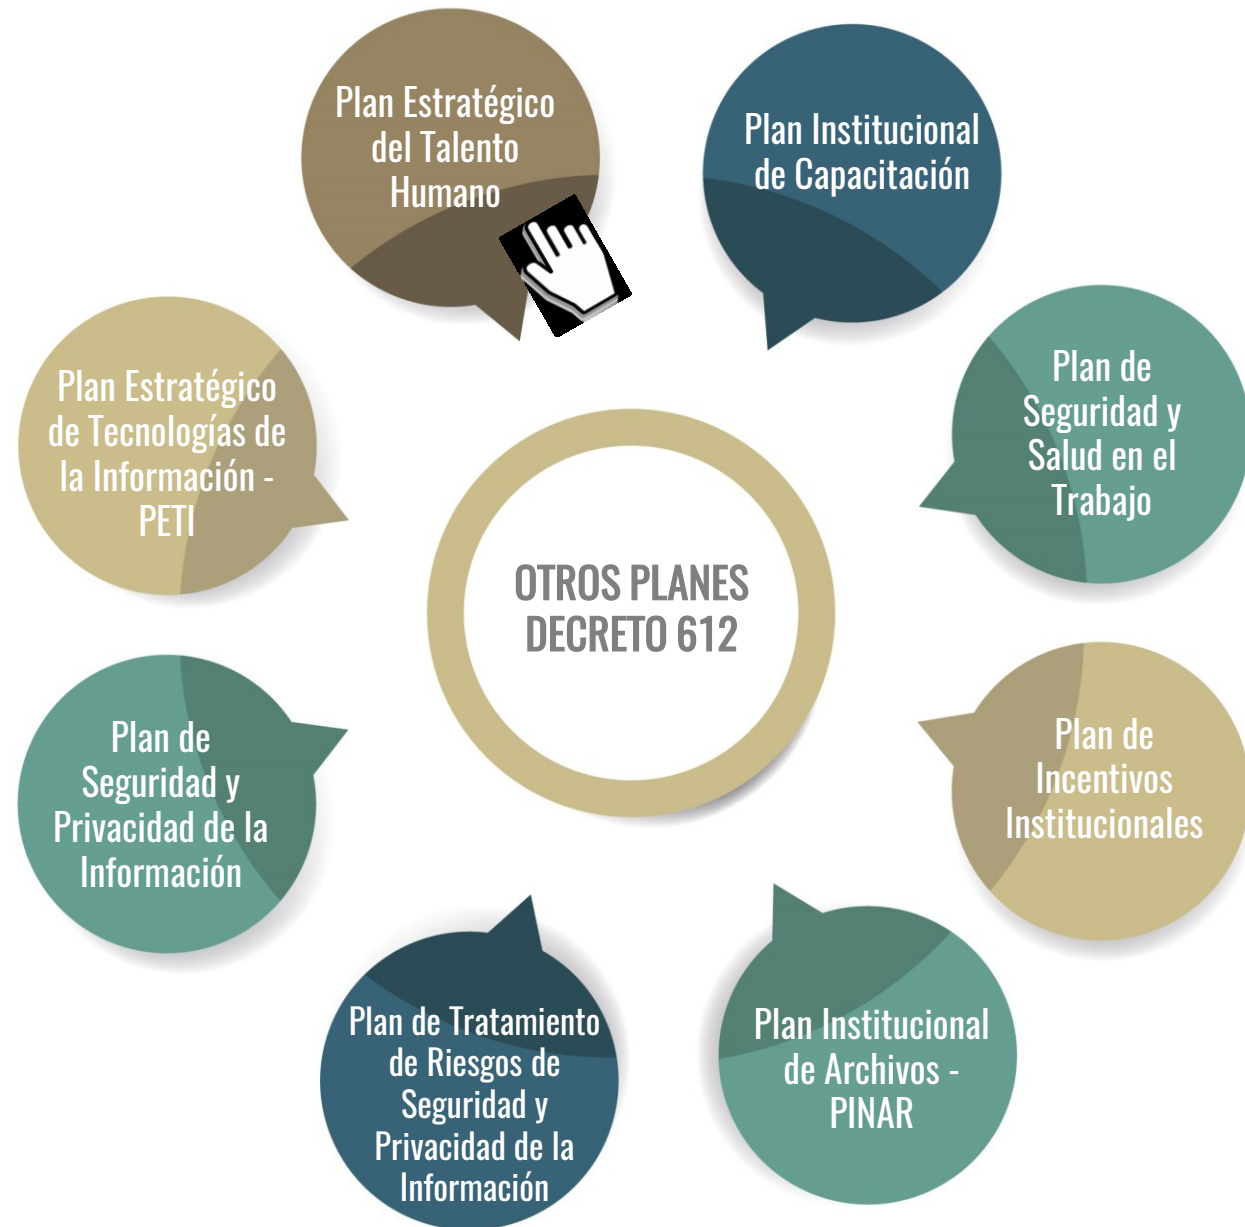 Plan Estratégico
del Talento
Humano
Plan Institucional
de Capacitación
Plan de
Seguridad y
Salud en el
Trabajo
Plan Estratégico
de Tecnologías de
la Información -
PETI
OTROS PLANES
DECRETO 612
Plan de
Seguridad y
Privacidad de la
Información
Plan de
Incentivos
Institucionales
Plan de Tratamiento
de Riesgos de
Seguridad y
Privacidad de la
Información
Plan Institucional
de Archivos -
PINAR